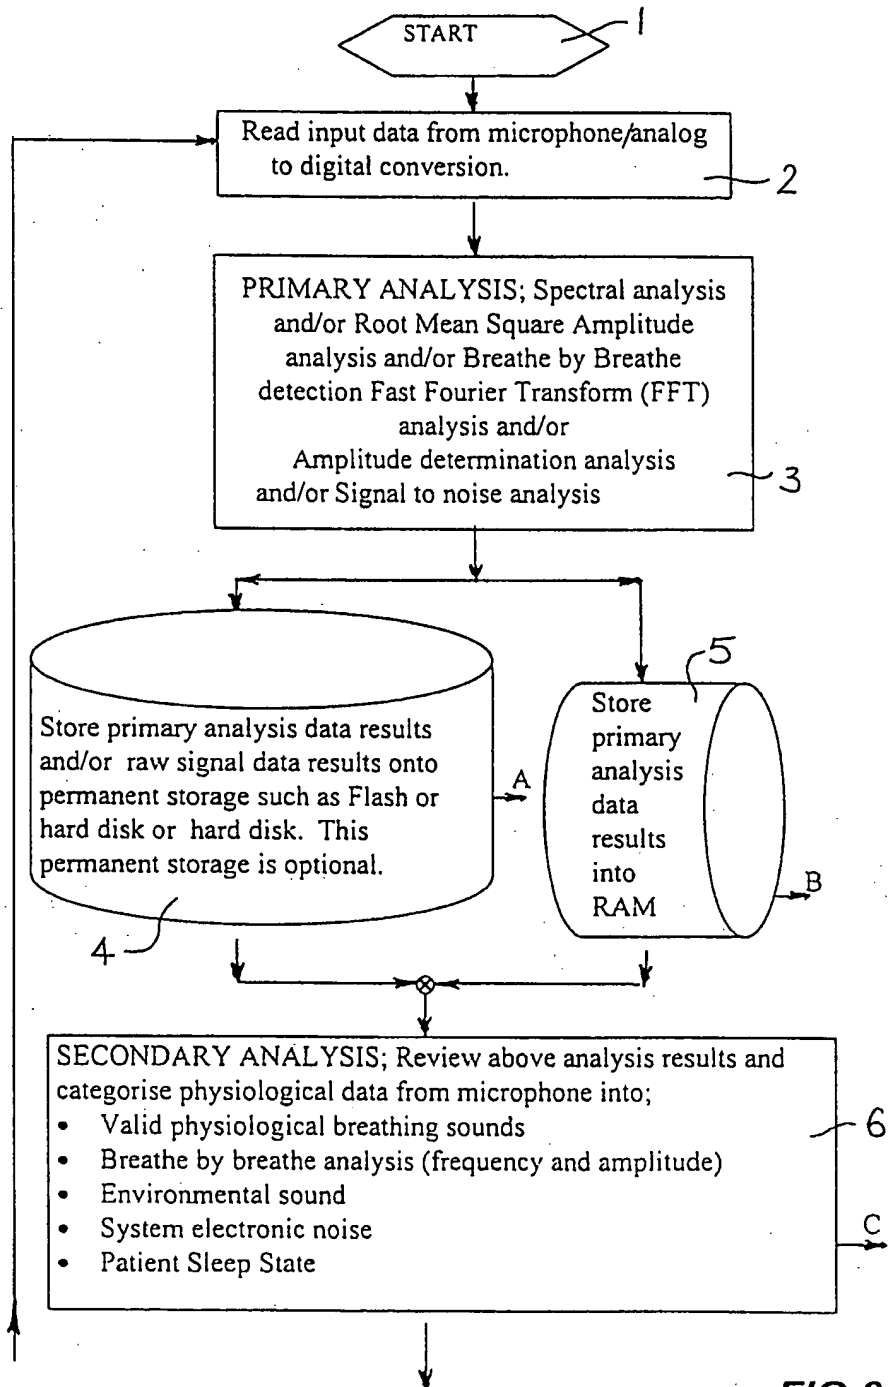 START
1
Read input data from microphone/analog
to digital conversion.
2
PRIMARY ANALYSIS; Spectral analysis
and/or Root Mean Square Amplitude
analysis and/or Breathe by Breathe
detection Fast Fourier Transform (FFT)
analysis and/or
Amplitude determination analysis
and/or Signal to noise analysis
3
Store primary analysis data results
and/or raw signal data results onto
permanent storage such as Flash or
hard disk or hard disk. This
permanent storage is optional.
4
A
5
Store
primary
analysis
data
results
into
RAM
B
SECONDARY ANALYSIS; Review above analysis results and
categorise physiological data from microphone into;
• Valid physiological breathing sounds
• Breathe by breathe analysis (frequency and amplitude)
• Environmental sound
• System electronic noise
• Patient Sleep State
6
C